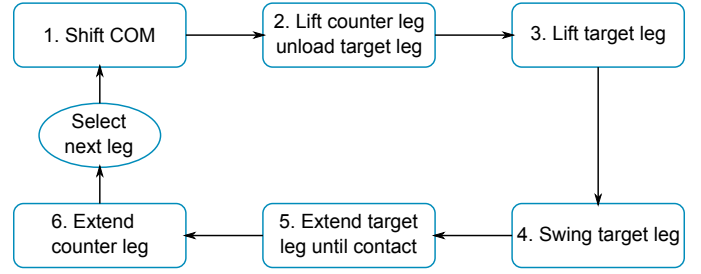 1. Shift COM
2. Lift counter leg
unload target leg
3. Lift target leg
Select
next leg
6. Extend
counter leg
5. Extend target
leg until contact
4. Swing target leg